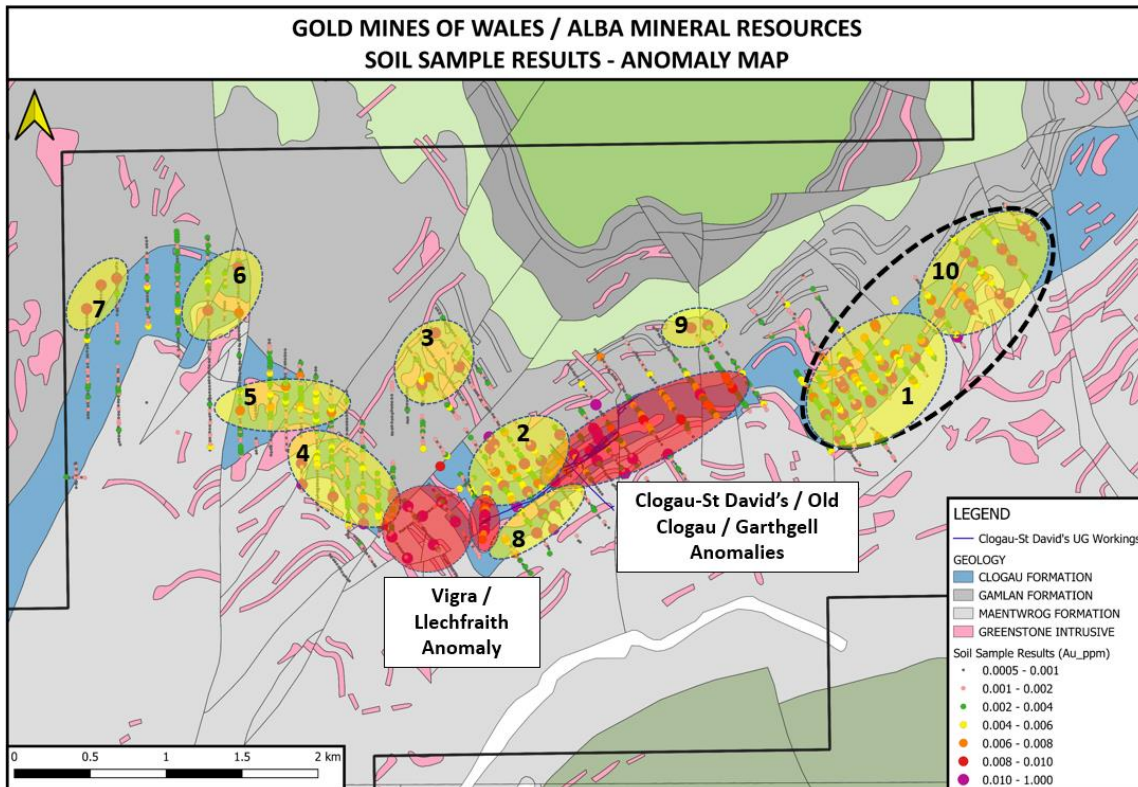 GOLD MINES OF WALES / ALBA MINERAL RESOURCES
SOIL SAMPLE RESULTS - ANOMALY MAP
10
6
7
3
9
1
5
2
4
8
Clogau-St David's / Old
Clogau / Garthgell
Anomalies
Vigra /
Llechfraith
Anomaly
LEGEND
Clogau-St David's UG Workings
GEOLOGY
CLOGAU FORMATION
GAMLAN FORMATION
MAENTWROG FORMATION
GREENSTONE INTRUSIVE
Soil Sample Results (Au_ppm)
0.0005 - 0.001
0.001 - 0.002
0.002 - 0.004
0.004 - 0.006
0.006 - 0.008
0.008 - 0.010
0.010 - 1.000
0 0.5 1 1.5 2 km